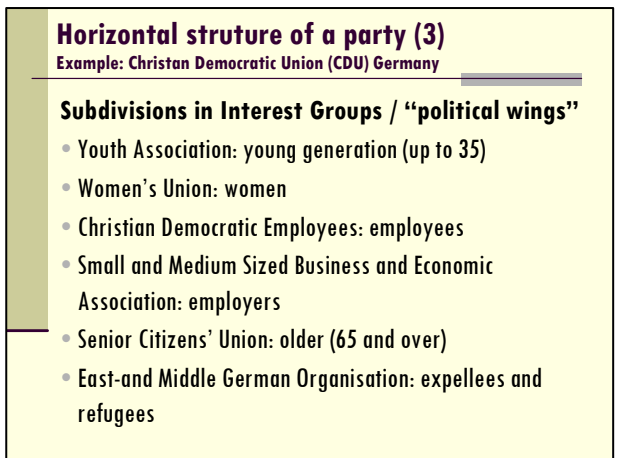 Horizontal struture of a party (3)
Example: Christan Democratic Union (CDU) Germany
Subdivisions in Interest Groups / “political wings”
• Youth Association: young generation (up to 35)
• Women’s Union: women
• Christian Democratic Employees: employees
• Small and Medium Sized Business and Economic
Association: employers
• Senior Citizens’ Union: older (65 and over)
• East-and Middle German Organisation: expellees and
refugees